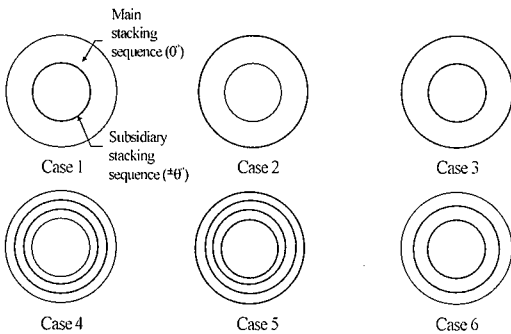 Main
stacking
sequence (0°)
Subsidiary
stacking
sequence (±θ°)
Case 1
Case 2
Case 3
Case 4
Case 5
Case 6